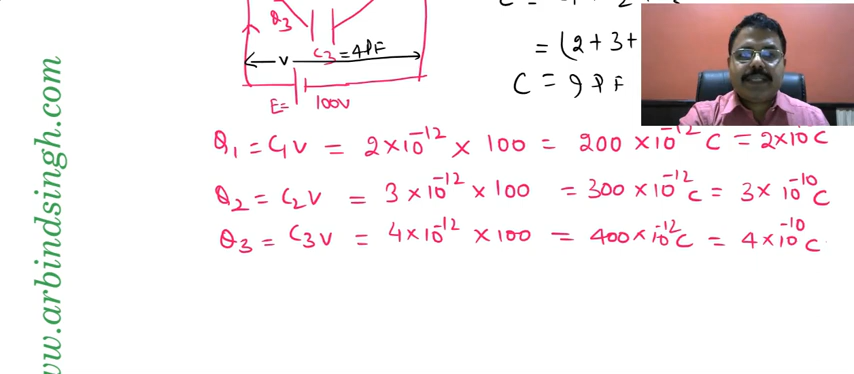 Q3
C3 = 4PF
V
E=
100V
= (2+3+
C = 9PF
Q1 = C1V = 2×10^-12 × 100 = 200×10^-12 C = 2×10 C
Q2 = C2V = 3×10^-12 × 100 = 300×10^-12 C = 3×10^-10 C
Q3 = C3V = 4×10^-12 × 100 = 400×10^-12 C = 4×10^-10 C
www.arbindsingh.com